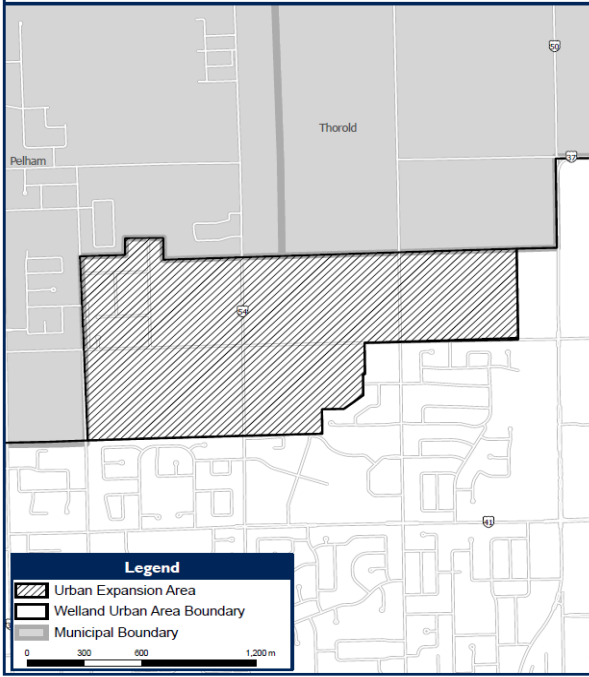 50
Thorold
37
Pelham
54
41
Legend
Urban Expansion Area
Welland Urban Area Boundary
Municipal Boundary
0 300 600 1,200 m